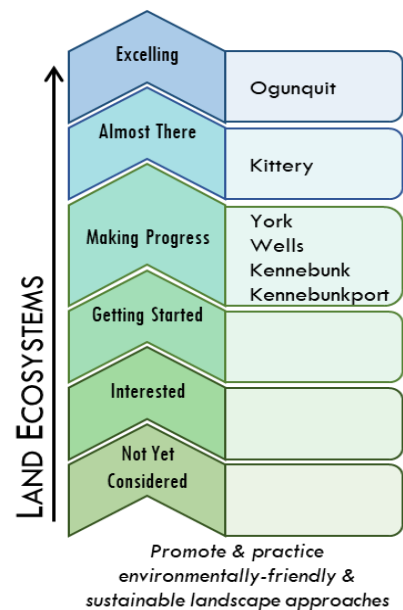 Excelling
Ogunquit
Almost There
Kittery
Making Progress
York
Wells
Kennebunk
Kennebunkport
Getting Started
Interested
Not Yet
Considered
LAND ECOSYSTEMS
Promote & practice
environmentally-friendly &
sustainable landscape approaches